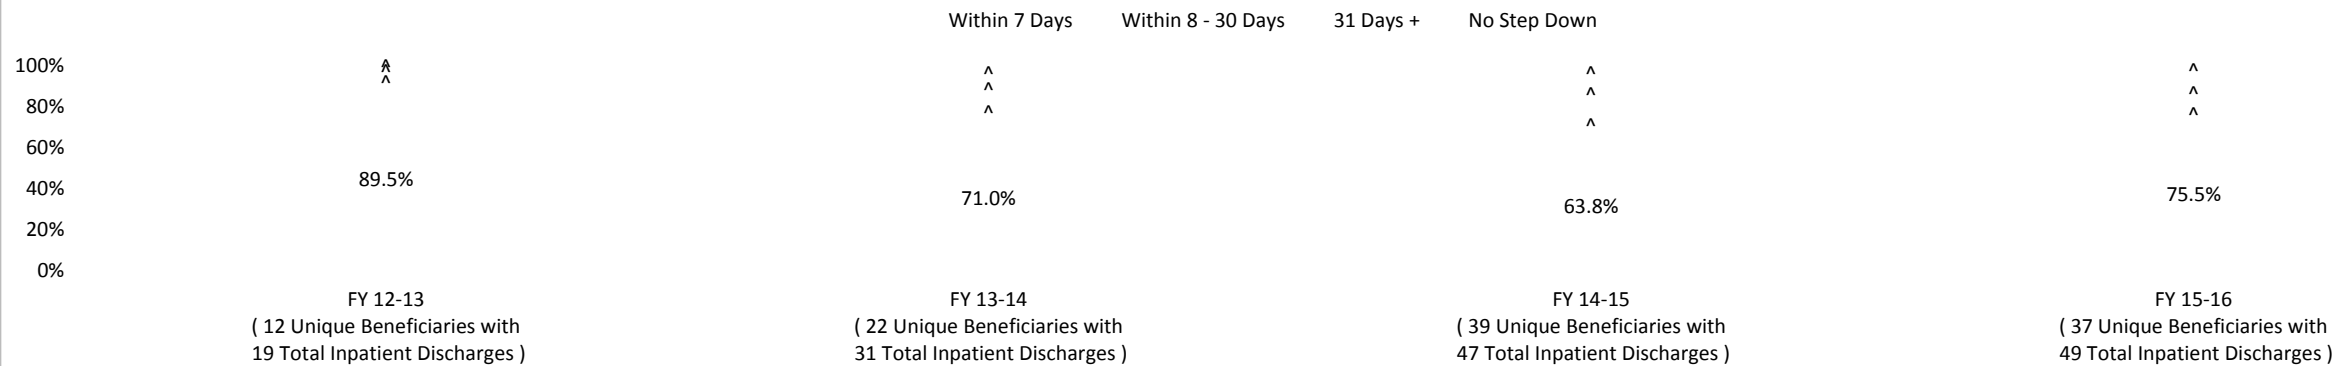 Within 7 Days Within 8 - 30 Days 31 Days + No Step Down
100%
80%
60%
40%
20%
0%
^
^
^
89.5%
^
^
^
71.0%
^
^
^
63.8%
^
^
^
75.5%
FY 12-13
( 12 Unique Beneficiaries with
19 Total Inpatient Discharges )
FY 13-14
( 22 Unique Beneficiaries with
31 Total Inpatient Discharges )
FY 14-15
( 39 Unique Beneficiaries with
47 Total Inpatient Discharges )
FY 15-16
( 37 Unique Beneficiaries with
49 Total Inpatient Discharges )